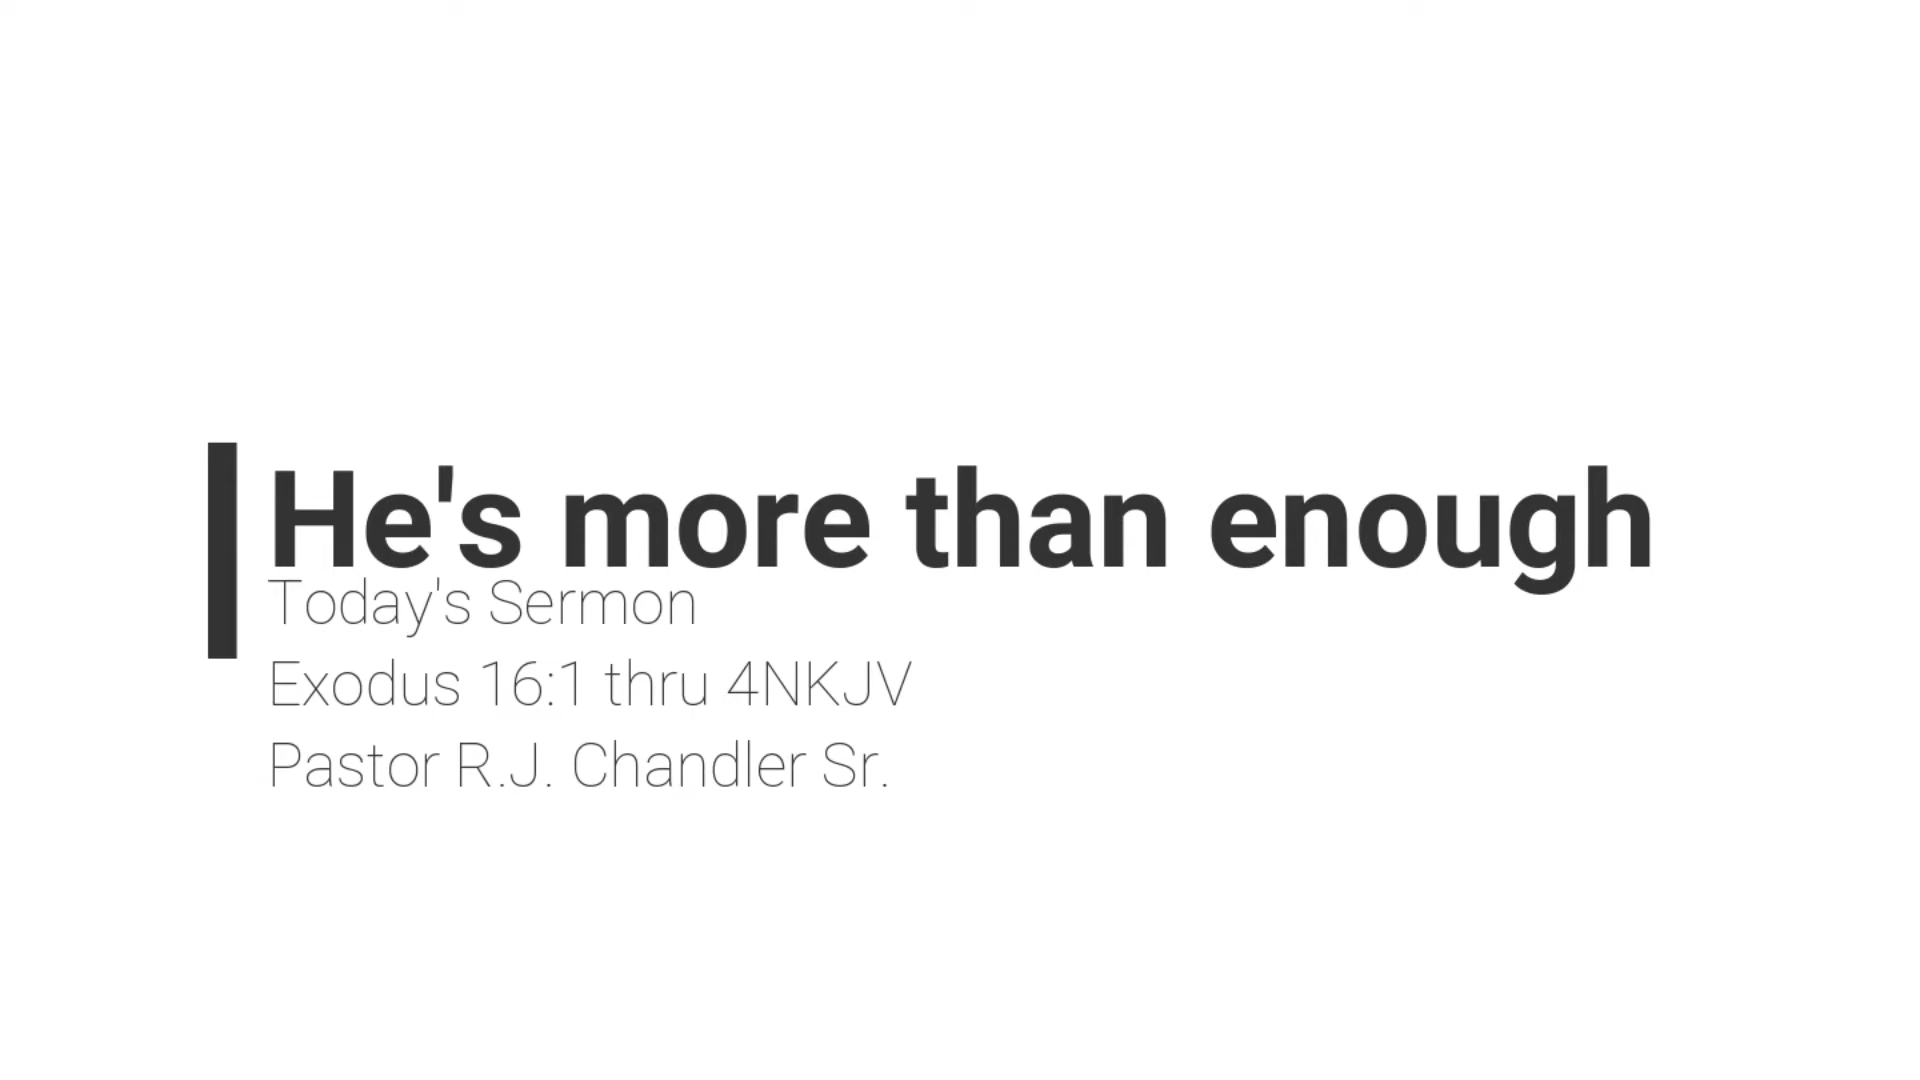 He's more than enough
Today's Sermon
Exodus 16:1 thru 4NKJV
Pastor R.J. Chandler Sr.